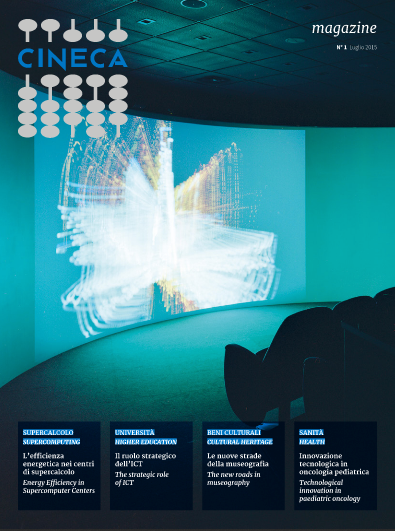 magazine
N° 1 Luglio 2015
CINECA
SUPERCALCOLO
SUPERCOMPUTING
L'efficienza
energetica nei centri
di supercalcolo
Energy Efficiency in
Supercomputer Centers
UNIVERSITÀ
HIGHER EDUCATION
Il ruolo strategico
dell'ICT
The strategic role
of ICT
BENI CULTURALI
CULTURAL HERITAGE
Le nuove strade
della museografia
The new roads in
museography
SANITÀ
HEALTH
Innovazione
tecnologica in
oncologia pediatrica
Technological
innovation in
paediatric oncology